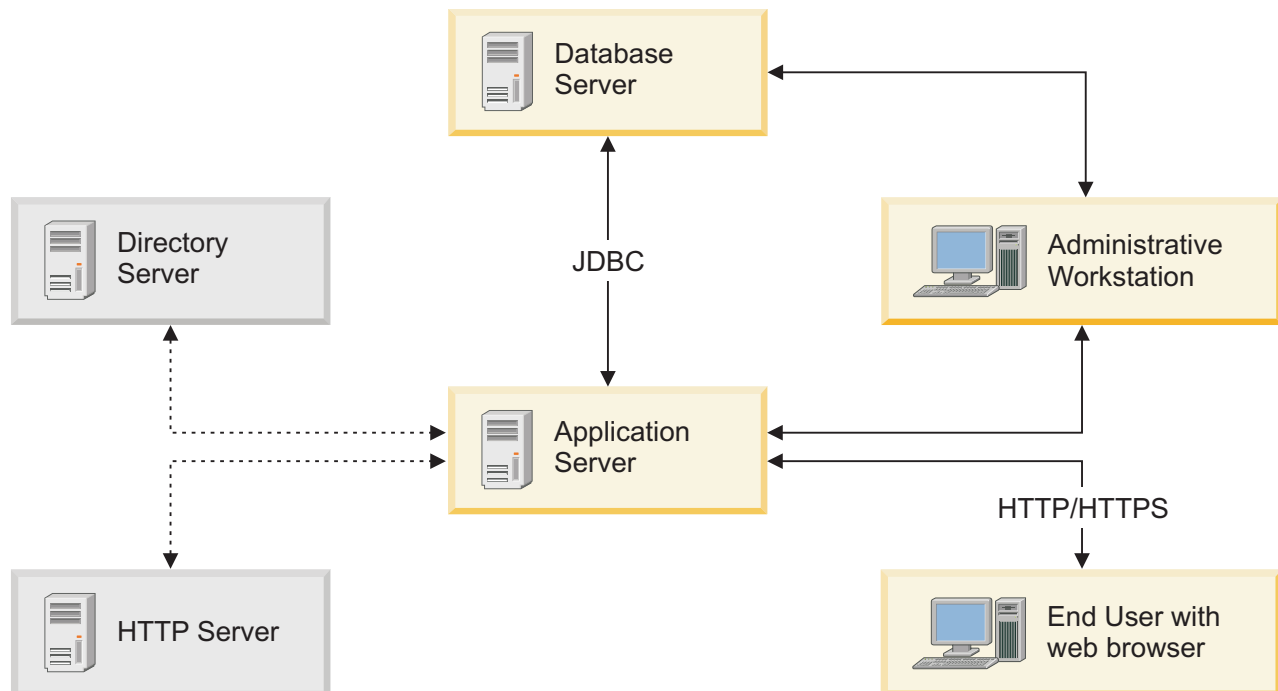 Database
Server
Directory
Server
JDBC
Administrative
Workstation
Application
Server
HTTP/HTTPS
HTTP Server
End User with
web browser